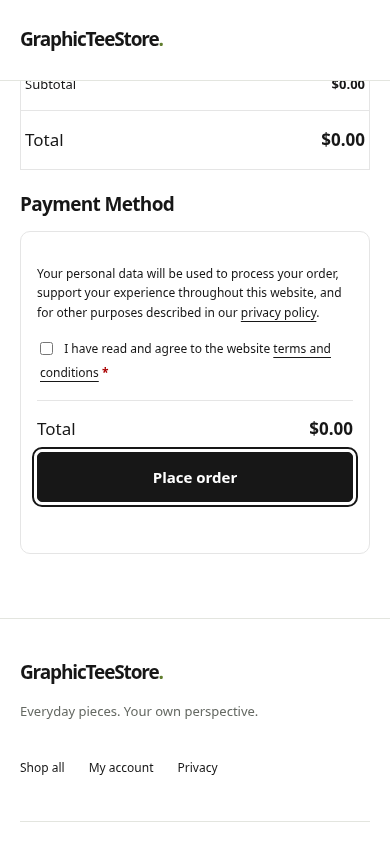 GraphicTeeStore.
Subtotal $0.00
Total $0.00
Payment Method
Your personal data will be used to process your order,
support your experience throughout this website, and
for other purposes described in our privacy policy.
I have read and agree to the website terms and
conditions *
Total $0.00
Place order
GraphicTeeStore.
Everyday pieces. Your own perspective.
Shop all My account Privacy